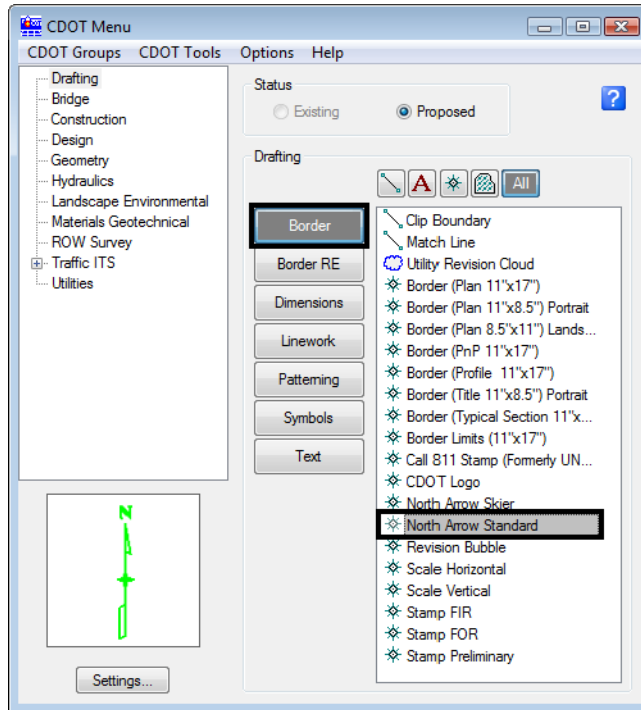 CDOT Menu
CDOT Groups CDOT Tools Options Help
Drafting
Bridge
Construction
Design
Geometry
Hydraulics
Landscape Environmental
Materials Geotechnical
ROW Survey
Traffic ITS
Utilities
N
Settings...
Status
Existing Proposed
?
Drafting
A All
Border
Border RE
Dimensions
Linework
Patterning
Symbols
Text
Clip Boundary
Match Line
Utility Revision Cloud
Border (Plan 11"x17")
Border (Plan 11"x8.5") Portrait
Border (Plan 8.5"x11") Lands...
Border (PnP 11"x17")
Border (Profile 11"x17")
Border (Title 11"x8.5") Portrait
Border (Typical Section 11"x...
Border Limits (11"x17")
Call 811 Stamp (Formerly UN...
CDOT Logo
North Arrow Skier
North Arrow Standard
Revision Bubble
Scale Horizontal
Scale Vertical
Stamp FIR
Stamp FOR
Stamp Preliminary